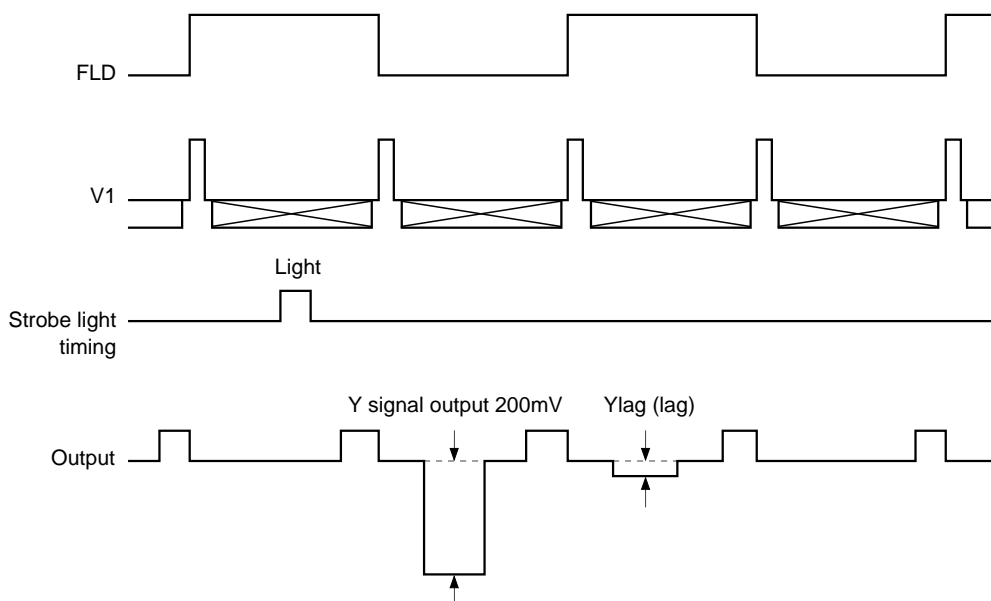 FLD
V1
Light
Strobe light
timing
Y signal output 200mV
Ylag (lag)
Output